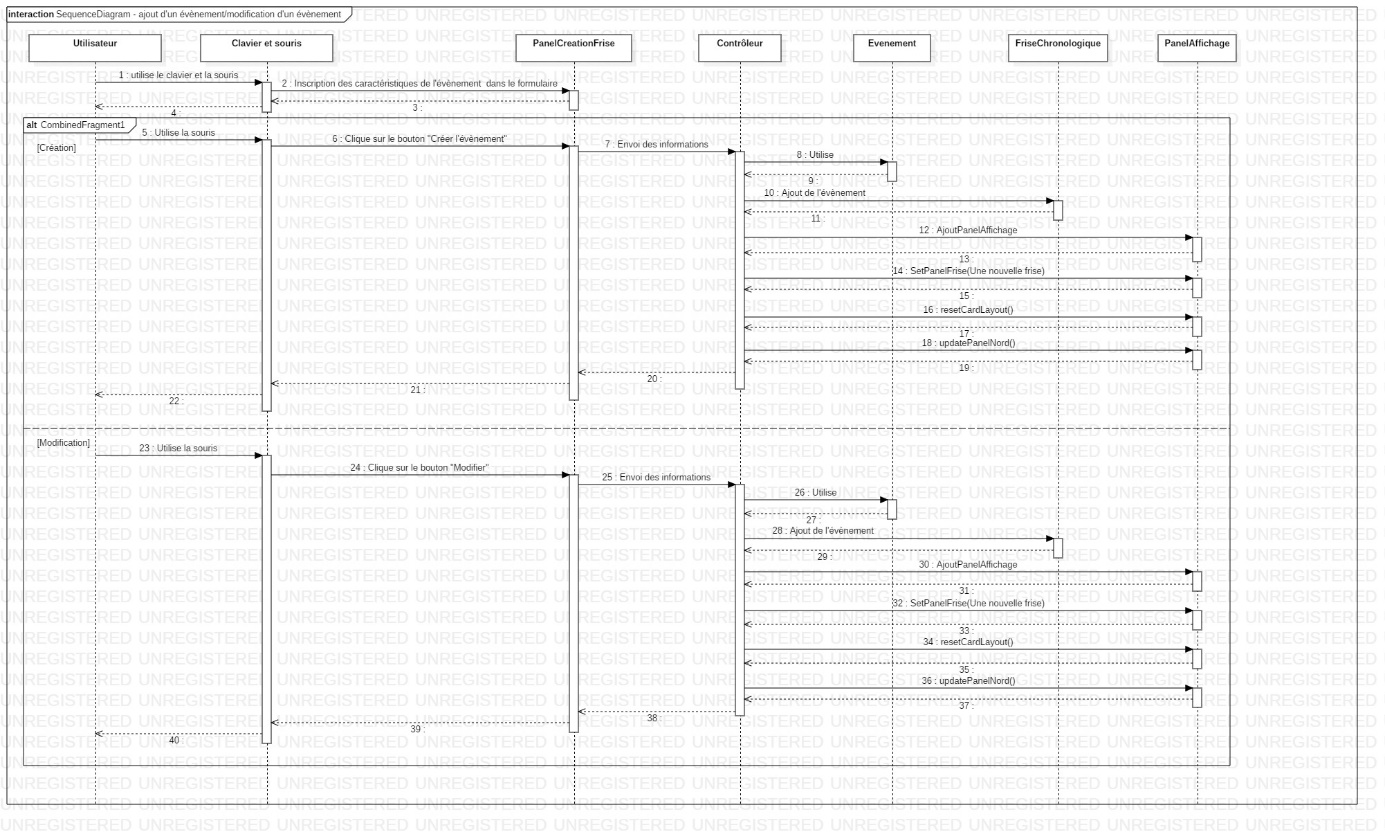 interaction SequenceDiagram - ajout d'un évènement/modification d'un évènement
Utilisateur
Clavier et souris
PanelCreationFrise
Contrôleur
Evenement
FriseChronologique
PanelAffichage
1 : utilise le clavier et la souris
2 : Inscription des caractéristiques de l'évènement dans le formulaire
3 :
4 :
alt CombinedFragment1
[Création]
5 : Utilise la souris
6 : Clique sur le bouton "Créer l'évènement"
7 : Envoi des informations
8 : Utilise
9 :
10 : Ajout de l'évènement
11 :
12 : AjoutPanelAffichage
13 :
14 : SetPanelFrise(Une nouvelle frise)
15 :
16 : resetCardLayout()
17 :
18 : updatePanelNord()
19 :
20 :
21 :
22 :
[Modification]
23 : Utilise la souris
24 : Clique sur le bouton "Modifier"
25 : Envoi des informations
26 : Utilise
27 :
28 : Ajout de l'évènement
29 :
30 : AjoutPanelAffichage
31 :
32 : SetPanelFrise(Une nouvelle frise)
33 :
34 : resetCardLayout()
35 :
36 : updatePanelNord()
37 :
38 :
39 :
40 :
UNREGISTERED